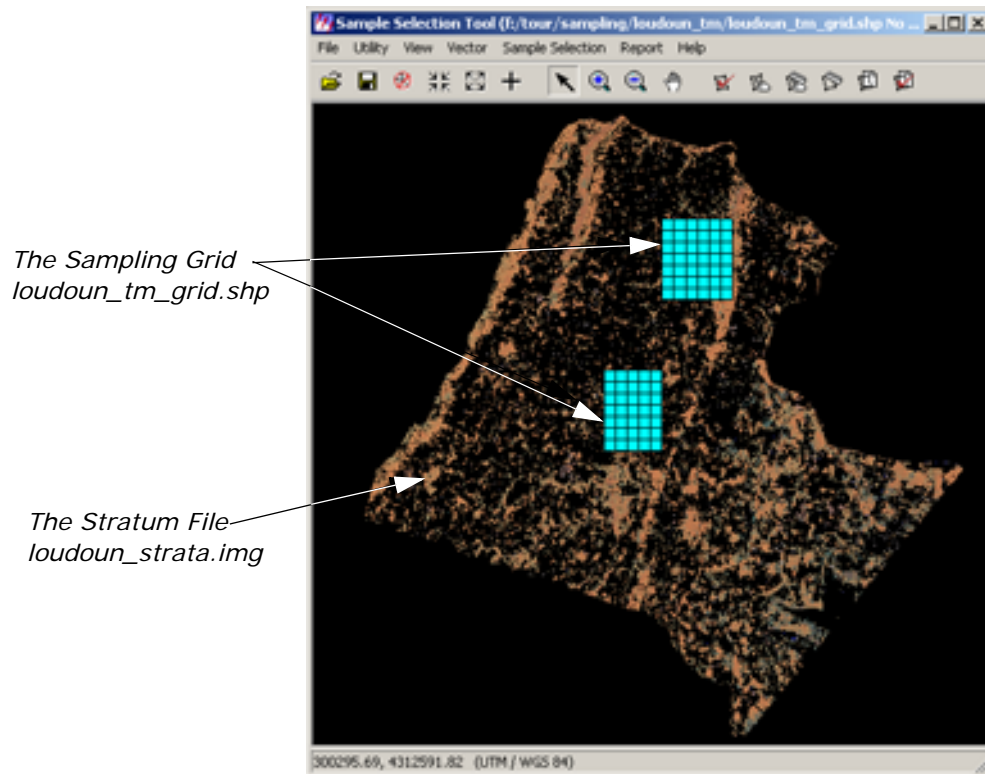 Sample Selection Tool (f:/tour/sampling/loudoun_tm/loudoun_tm_grid.shp No ...
File Utility View Vector Sample Selection Report Help
The Sampling Grid
loudoun_tm_grid.shp
The Stratum File
loudoun_strata.img
300295.69, 4312591.82 (UTM / WGS 84)